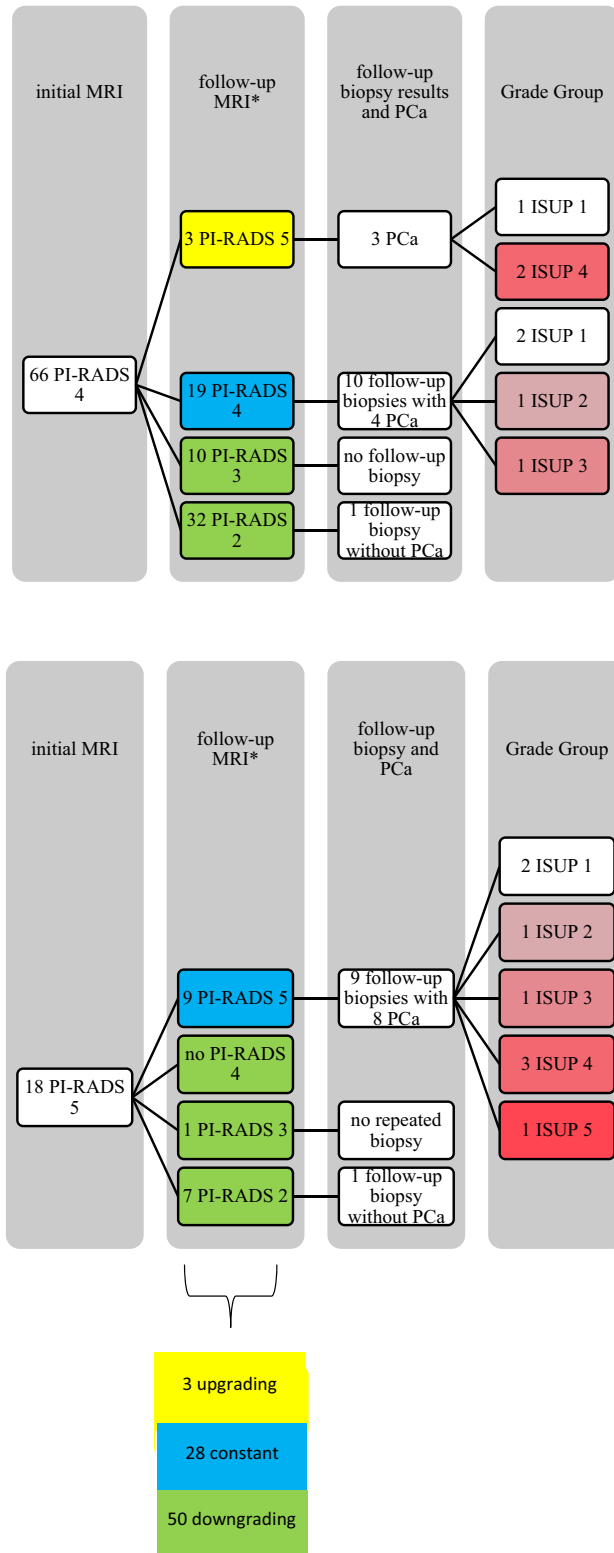 initial MRI
follow-up
MRI*
follow-up
biopsy results
and PCa
Grade Group
66 PI-RADS
4
3 PI-RADS 5
3 PCa
1 ISUP 1
2 ISUP 4
19 PI-RADS
4
10 follow-up
biopsies with
4 PCa
2 ISUP 1
1 ISUP 2
1 ISUP 3
10 PI-RADS
3
no follow-up
biopsy
32 PI-RADS
2
1 follow-up
biopsy
without PCa
initial MRI
follow-up
MRI*
follow-up
biopsy and
PCa
Grade Group
18 PI-RADS
5
9 PI-RADS 5
9 follow-up
biopsies with
8 PCa
2 ISUP 1
1 ISUP 2
1 ISUP 3
3 ISUP 4
1 ISUP 5
no PI-RADS
4
1 PI-RADS 3
no repeated
biopsy
7 PI-RADS 2
1 follow-up
biopsy
without PCa
3 upgrading
28 constant
50 downgrading